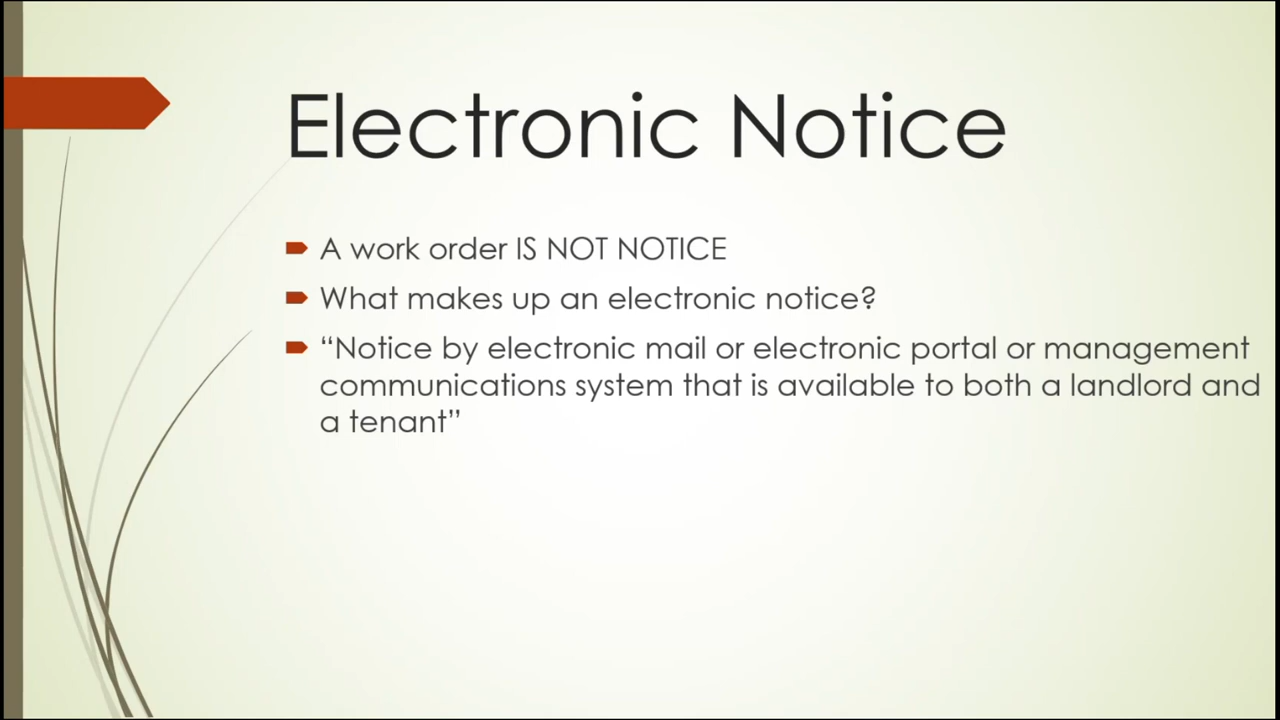 Electronic Notice
A work order IS NOT NOTICE
What makes up an electronic notice?
“Notice by electronic mail or electronic portal or management
communications system that is available to both a landlord and
a tenant”